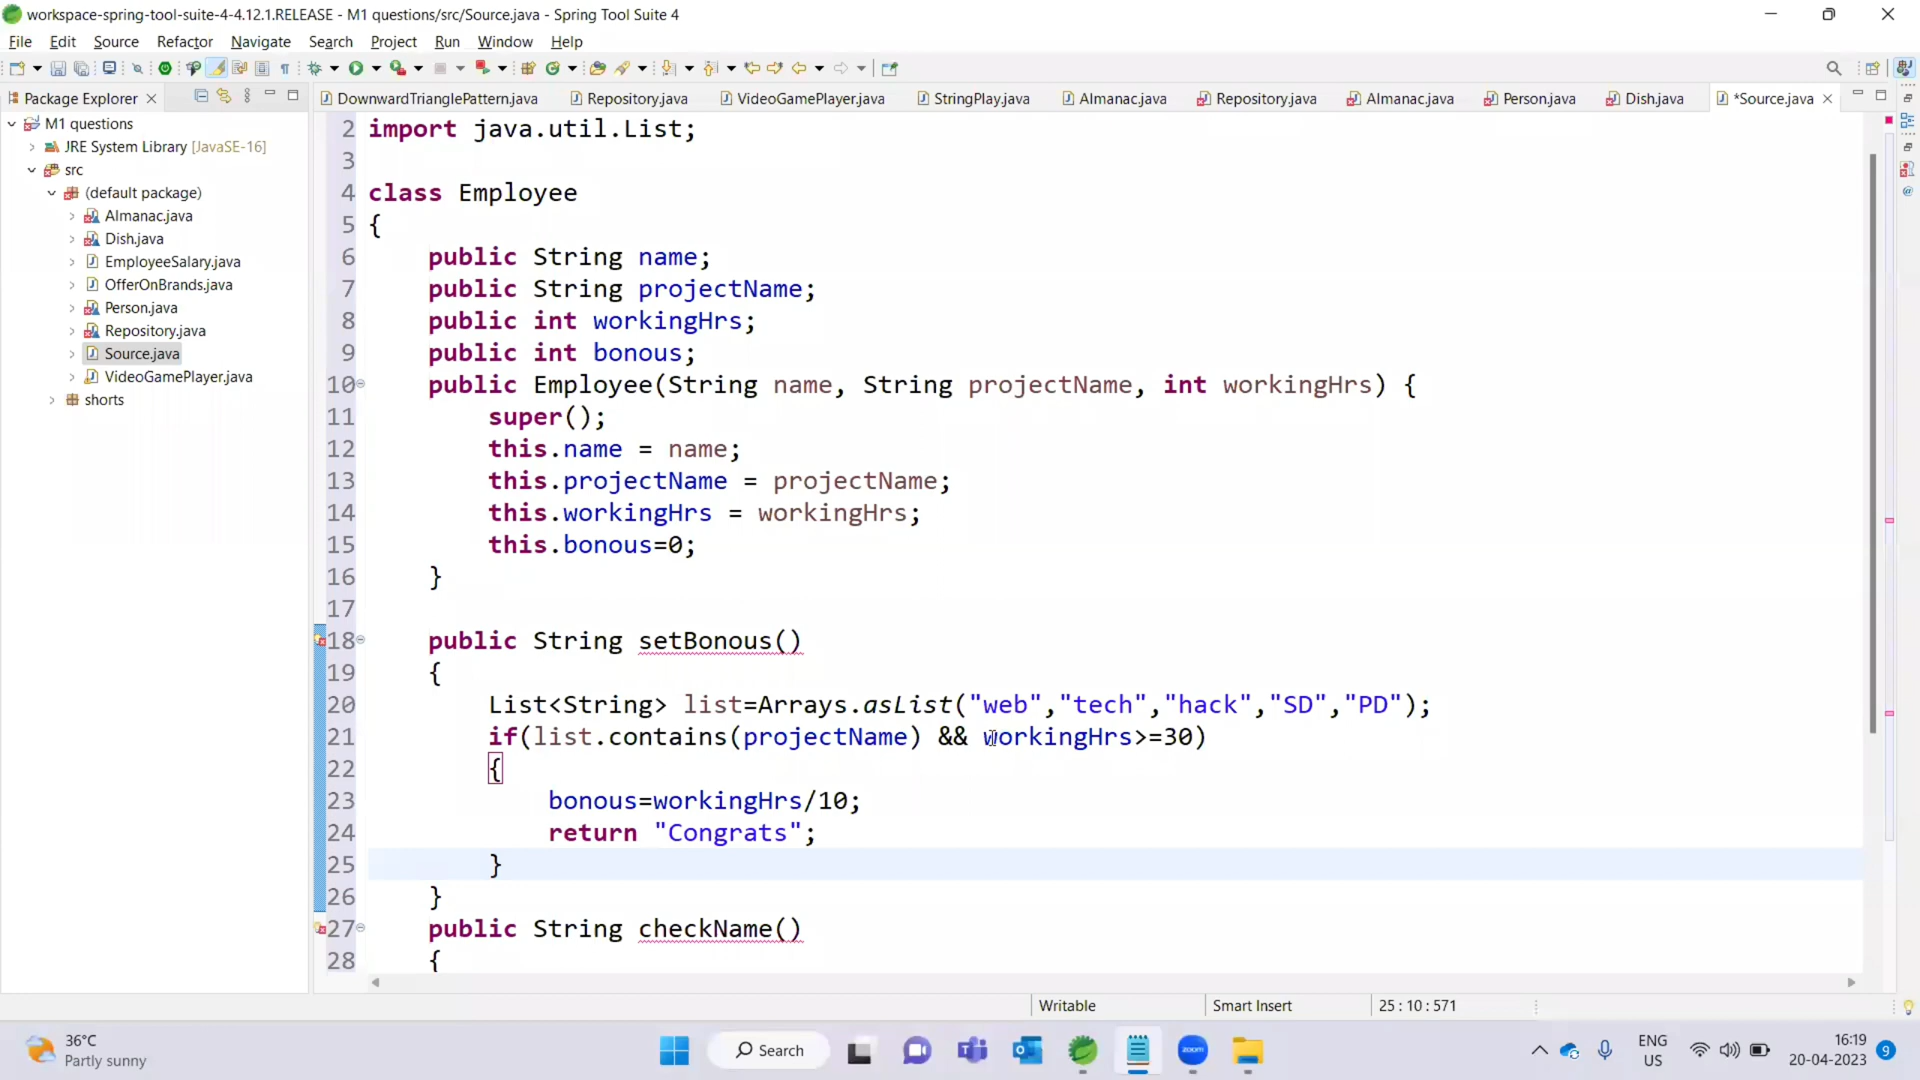 workspace-spring-tool-suite-4-4.12.1.RELEASE - M1 questions/src/Source.java - Spring Tool Suite 4
File Edit Source Refactor Navigate Search Project Run Window Help
Package Explorer
DownwardTrianglePattern.java Repository.java VideoGamePlayer.java StringPlay.java Almanac.java Repository.java Almanac.java Person.java Dish.java *Source.java
M1 questions
JRE System Library [JavaSE-16]
src
(default package)
Almanac.java
Dish.java
EmployeeSalary.java
OfferOnBrands.java
Person.java
Repository.java
Source.java
VideoGamePlayer.java
shorts
2 import java.util.List;
3
4 class Employee
5 {
6 public String name;
7 public String projectName;
8 public int workingHrs;
9 public int bonous;
10 public Employee(String name, String projectName, int workingHrs) {
11 super();
12 this.name = name;
13 this.projectName = projectName;
14 this.workingHrs = workingHrs;
15 this.bonous=0;
16 }
17
18 public String setBonous()
19 {
20 List<String> list=Arrays.asList("web","tech","hack","SD","PD");
21 if(list.contains(projectName) && workingHrs>=30)
22 {
23 bonous=workingHrs/10;
24 return "Congrats";
25 }
26 }
27 public String checkName()
28 {
Writable Smart Insert 25 : 10 : 571
36°C
Partly sunny
Search
zoom
ENG
US
16:19
20-04-2023
9